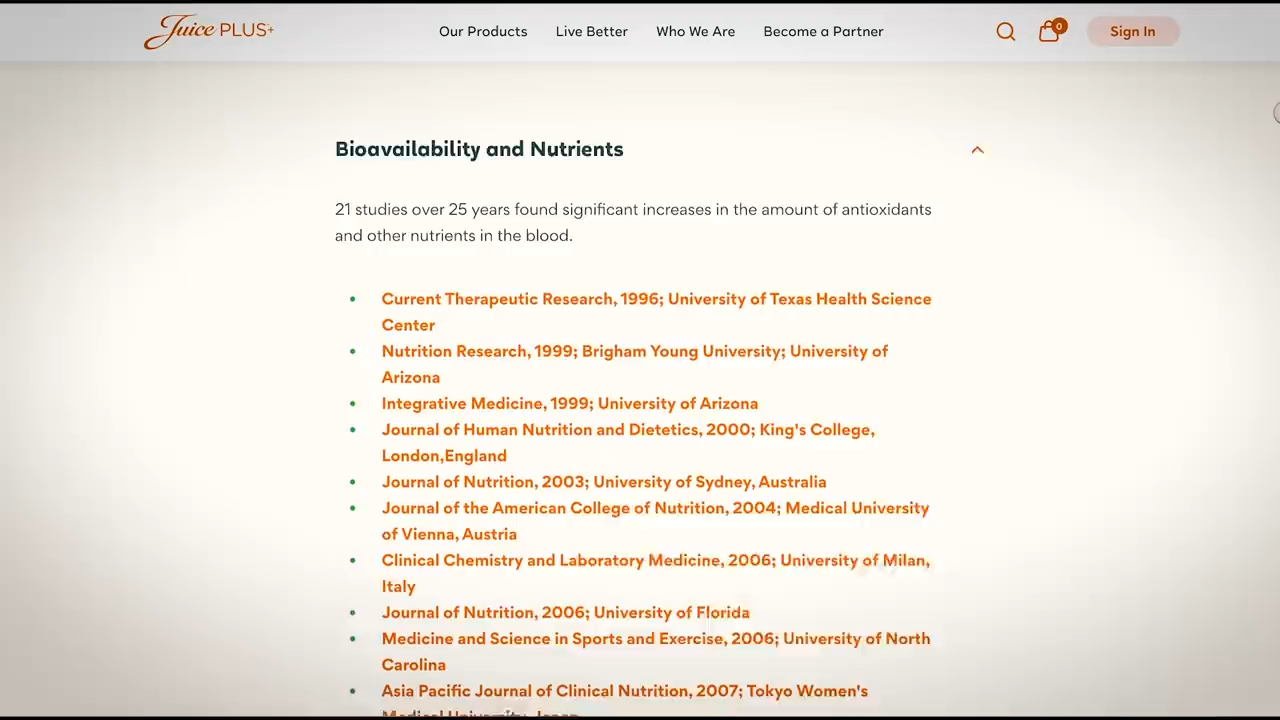 Juice PLUS+
Our Products
Live Better
Who We Are
Become a Partner
0
Sign In
Bioavailability and Nutrients
21 studies over 25 years found significant increases in the amount of antioxidants
and other nutrients in the blood.
• Current Therapeutic Research, 1996; University of Texas Health Science
Center
• Nutrition Research, 1999; Brigham Young University; University of
Arizona
• Integrative Medicine, 1999; University of Arizona
• Journal of Human Nutrition and Dietetics, 2000; King's College,
London,England
• Journal of Nutrition, 2003; University of Sydney, Australia
• Journal of the American College of Nutrition, 2004; Medical University
of Vienna, Austria
• Clinical Chemistry and Laboratory Medicine, 2006; University of Milan,
Italy
• Journal of Nutrition, 2006; University of Florida
• Medicine and Science in Sports and Exercise, 2006; University of North
Carolina
• Asia Pacific Journal of Clinical Nutrition, 2007; Tokyo Women's